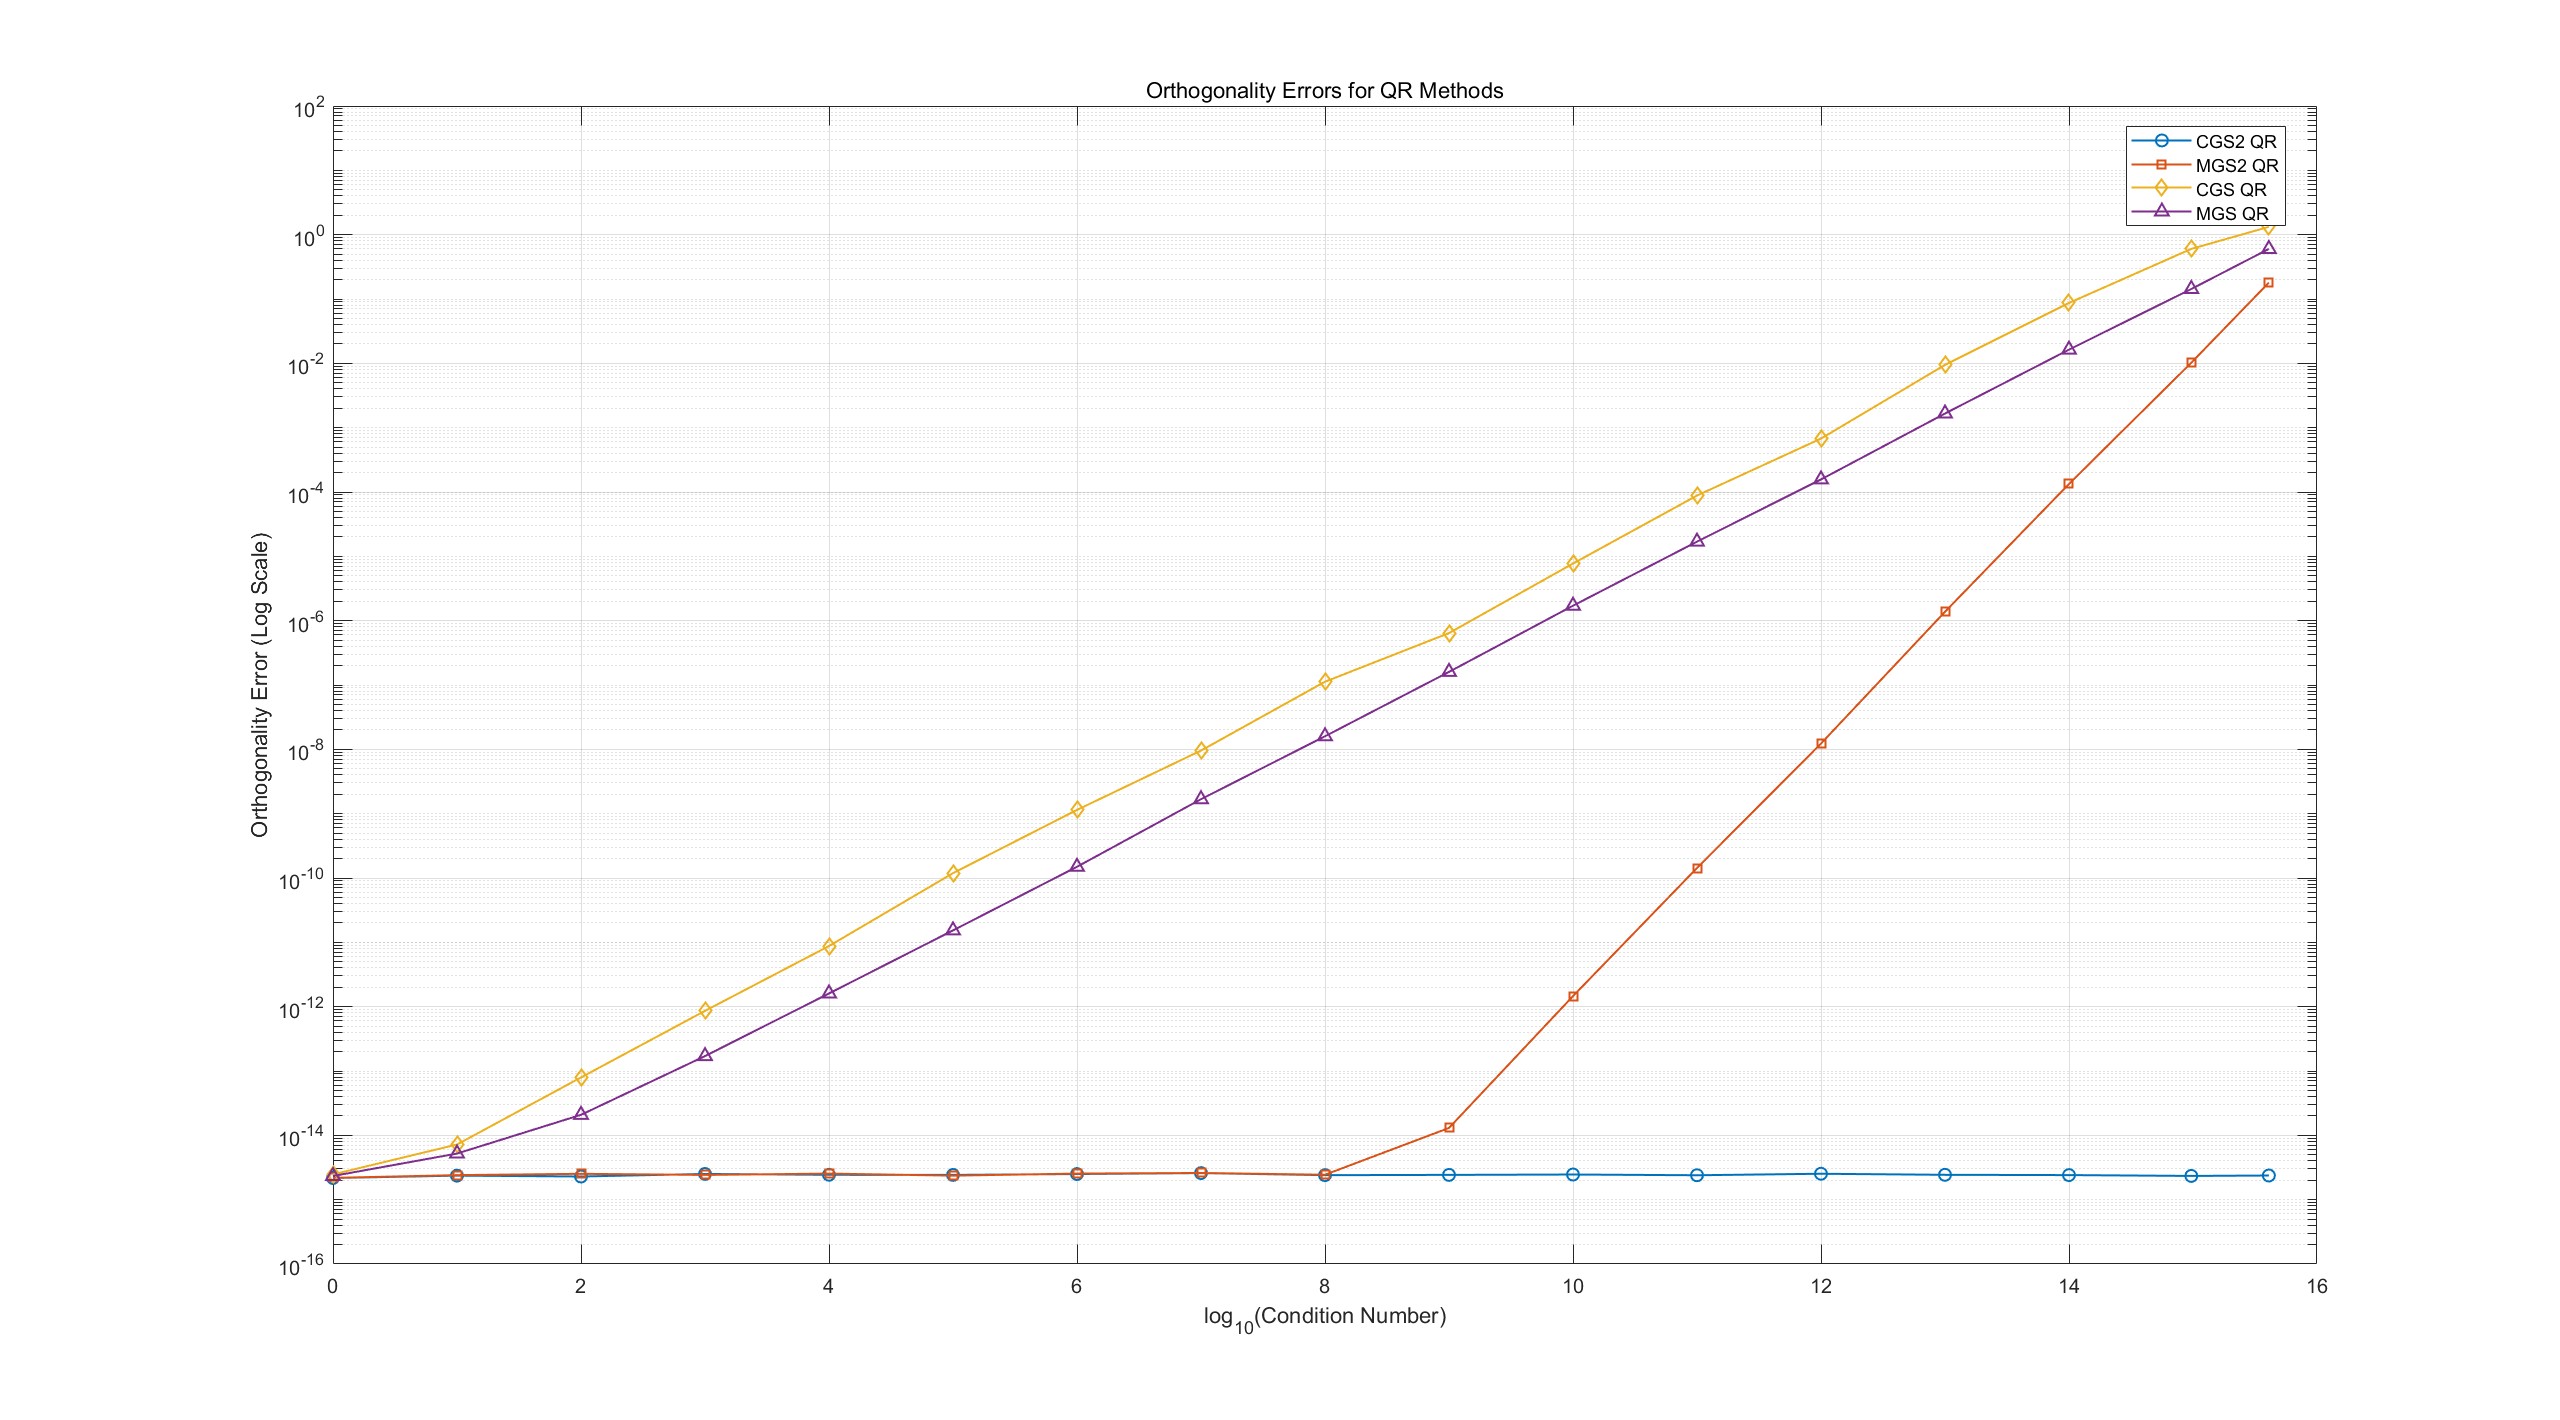 Orthogonality Errors for QR Methods
10^2
10^0
10^-2
10^-4
10^-6
10^-8
10^-10
10^-12
10^-14
10^-16
Orthogonality Error (Log Scale)
CGS2 QR
MGS2 QR
CGS QR
MGS QR
0 2 4 6 8 10 12 14 16
log_10(Condition Number)